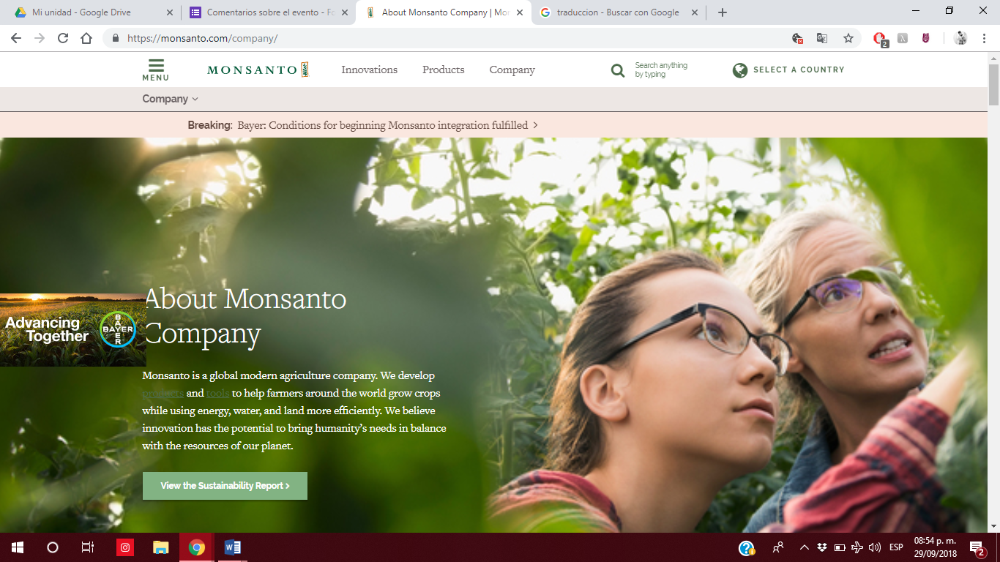 Mi unidad - Google Drive
Comentarios sobre el evento - Fo
About Monsanto Company | Mon
traduccion - Buscar con Google
https://monsanto.com/company/
2
MENU
MONSANTO
Innovations
Products
Company
Search anything
by typing
SELECT A COUNTRY
Company
Breaking: Bayer: Conditions for beginning Monsanto integration fulfilled
About Monsanto
Company
Advancing
Together
BAYER
BAYER
Monsanto is a global modern agriculture company. We develop
products and tools to help farmers around the world grow crops
while using energy, water, and land more efficiently. We believe
innovation has the potential to bring humanity's needs in balance
with the resources of our planet.
View the Sustainability Report
ESP
08:54 p. m.
29/09/2018
2